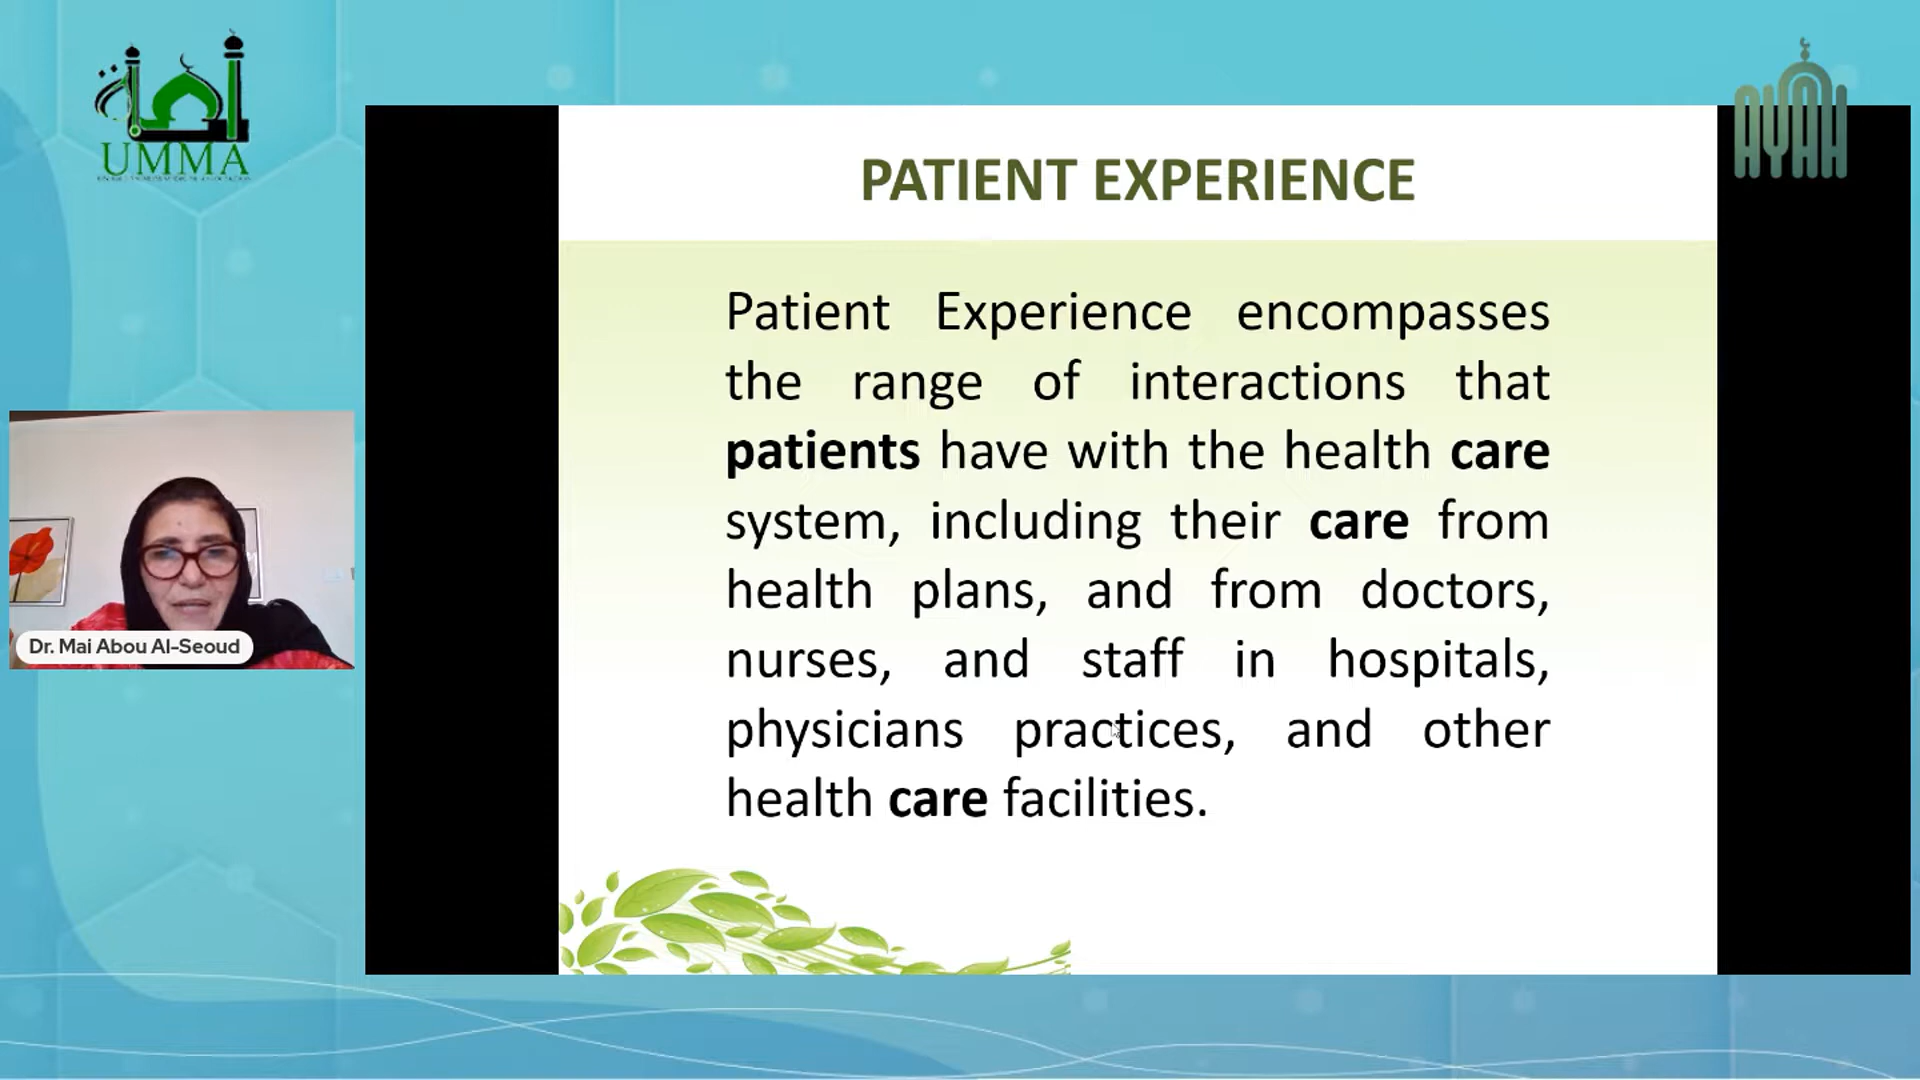 أمة
UMMA
AYAH
PATIENT EXPERIENCE
Patient Experience encompasses
the range of interactions that
patients have with the health care
system, including their care from
health plans, and from doctors,
nurses, and staff in hospitals,
physicians practices, and other
health care facilities.
Dr. Mai Abou Al-Seoud